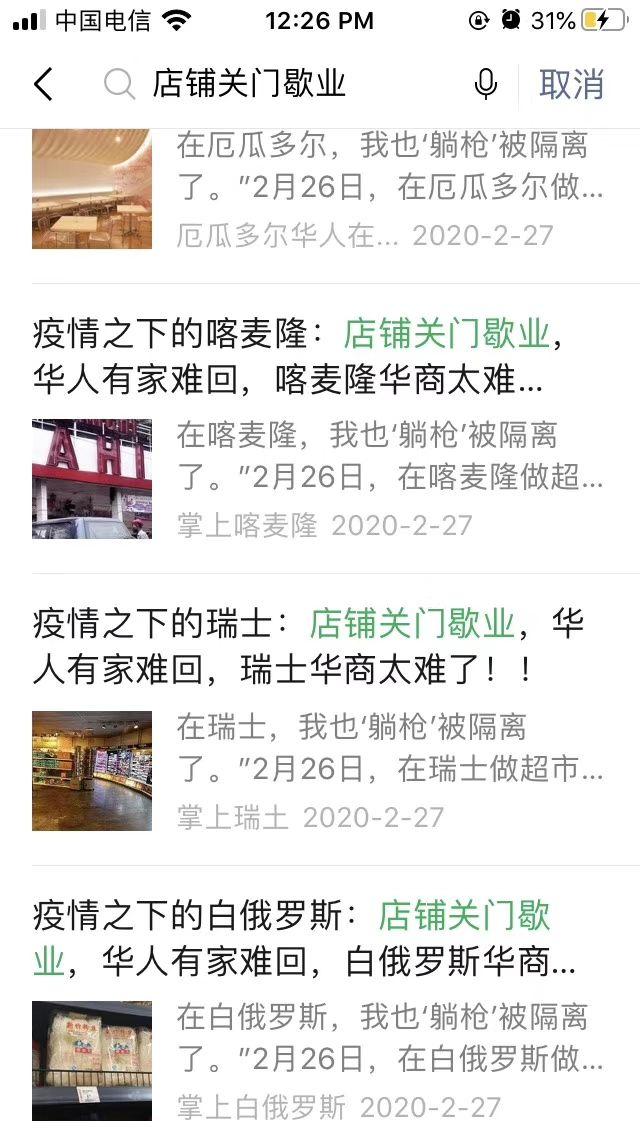 中国电信
12:26 PM
31%
店铺关门歇业
取消
在厄瓜多尔，我也‘躺枪’被隔离
了。”2月26日，在厄瓜多尔做...
厄瓜多尔华人在... 2020-2-27
疫情之下的喀麦隆：店铺关门歇业，
华人有家难回，喀麦隆华商太难...
在喀麦隆，我也‘躺枪’被隔离
了。”2月26日，在喀麦隆做超...
掌上喀麦隆 2020-2-27
疫情之下的瑞士：店铺关门歇业，华
人有家难回，瑞士华商太难了！！
在瑞士，我也‘躺枪’被隔离
了。”2月26日，在瑞士做超市...
掌上瑞士 2020-2-27
疫情之下的白俄罗斯：店铺关门歇
业，华人有家难回，白俄罗斯华商...
在白俄罗斯，我也‘躺枪’被隔离
了。”2月26日，在白俄罗斯做...
掌上白俄罗斯 2020-2-27